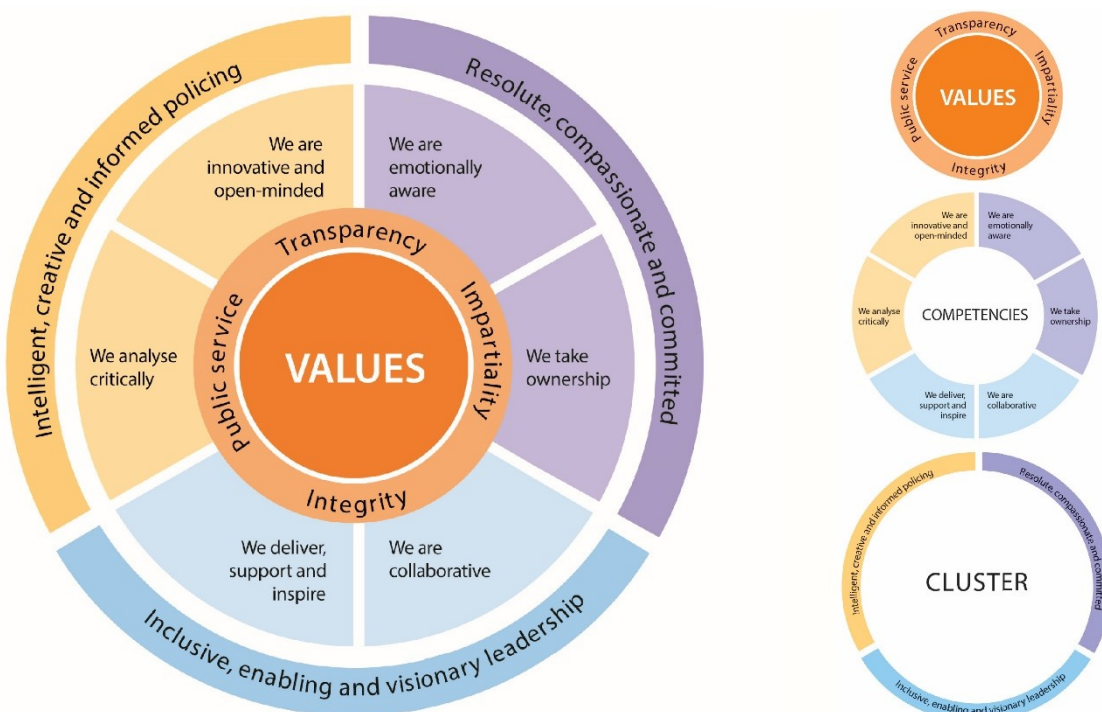 Intelligent, creative and informed policing
Resolute, compassionate and committed
Inclusive, enabling and visionary leadership
We are
innovative and
open-minded
We are
emotionally
aware
We analyse
critically
We take
ownership
We deliver,
support and
inspire
We are
collaborative
Transparency
Impartiality
Public service
Integrity
VALUES
Transparency
Impartiality
Public service
Integrity
VALUES
We are
innovative and
open-minded
We are
emotionally
aware
We analyse
critically
COMPETENCIES
We take
ownership
We deliver,
support and
inspire
We are
collaborative
Intelligent, creative and informed policing
Resolute, compassionate and committed
CLUSTER
Inclusive, enabling and visionary leadership